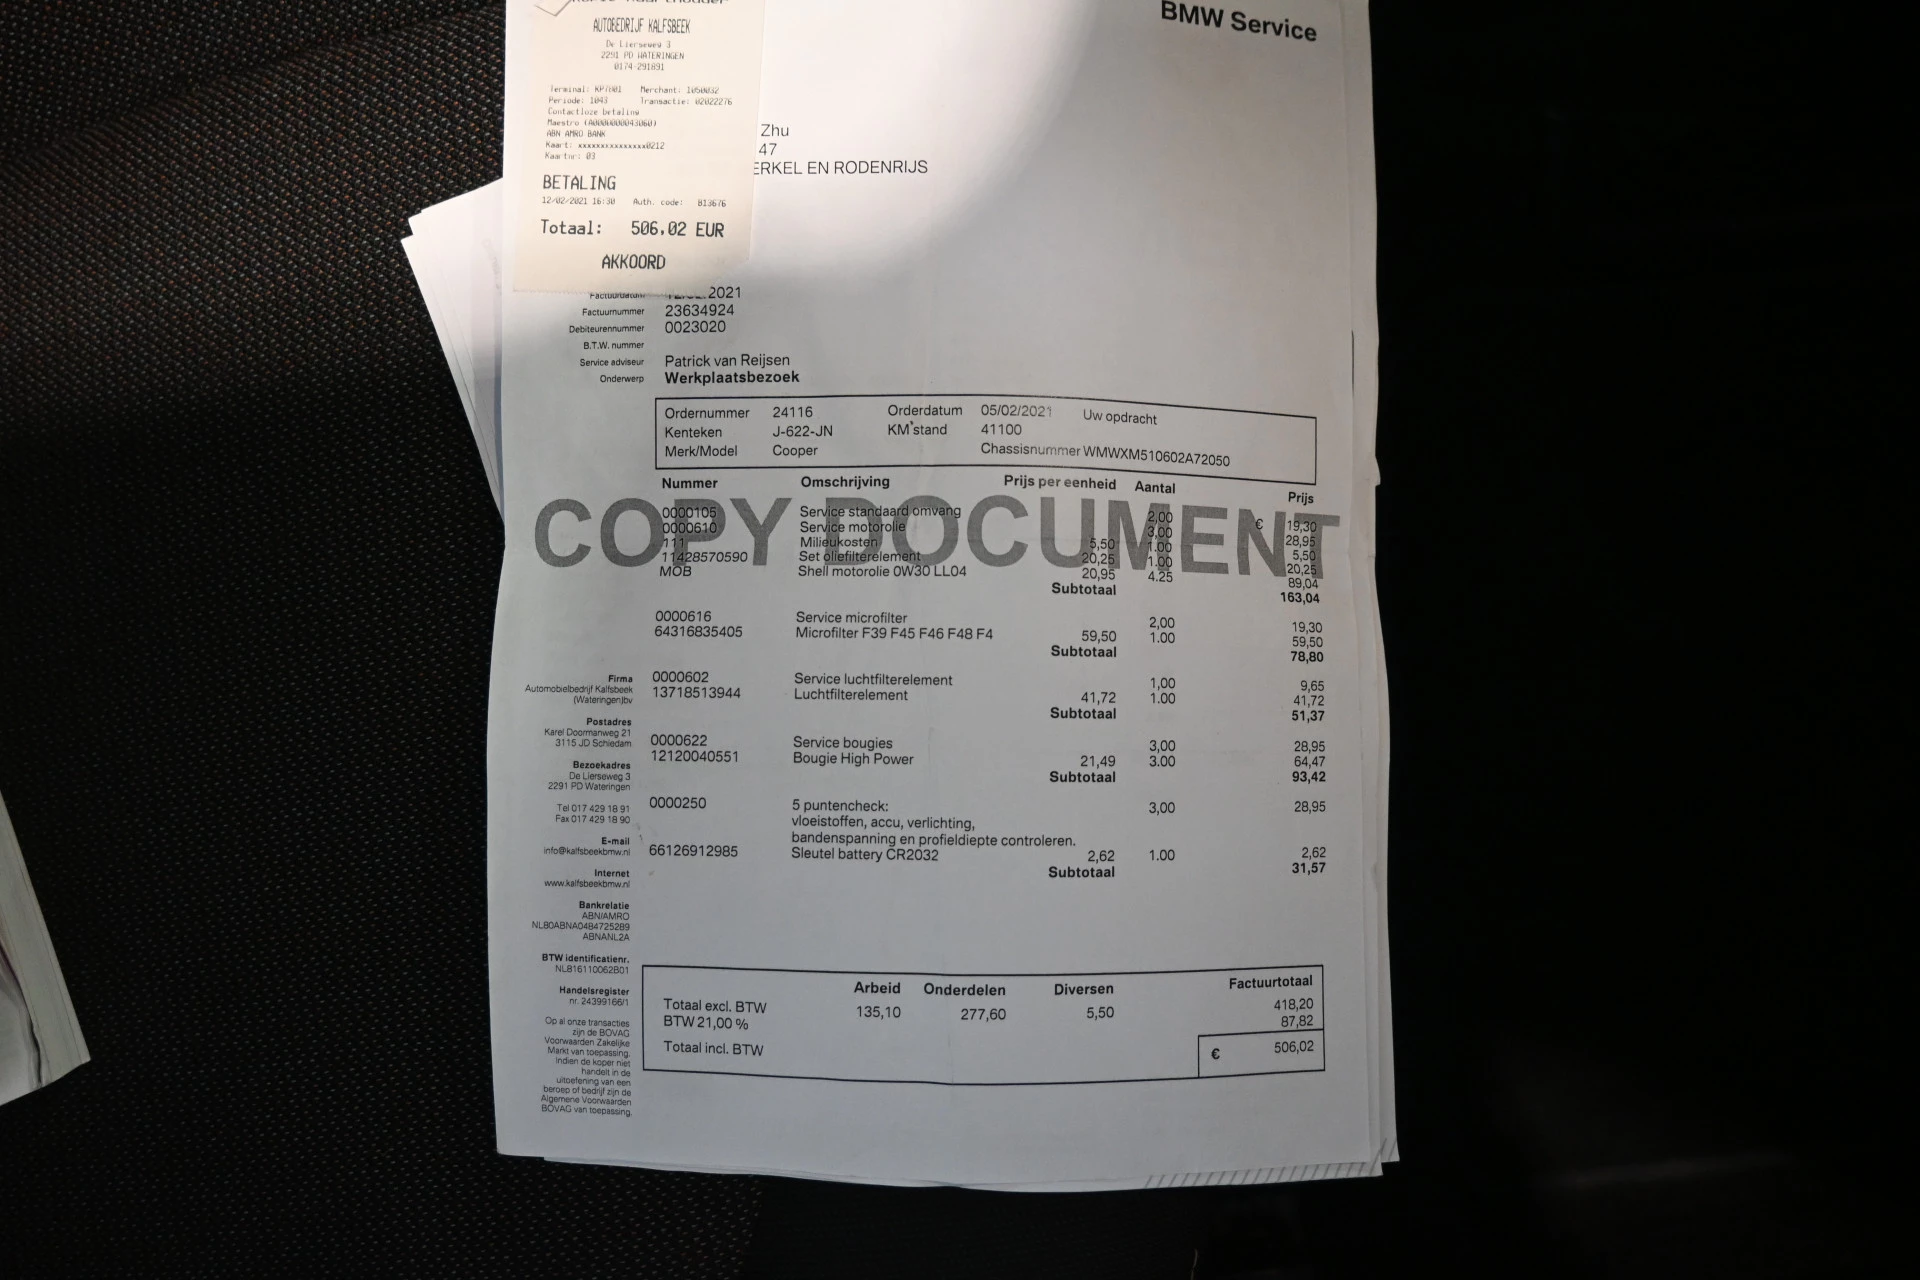 AUTOBEDRIJF KALFSBEEK
De Lierseweg 3
2291 PD WATERINGEN
0174-291891
Terminal: KP7001 Merchant: 1050032
Periode: 1043 Transactie: 02022276
Contactloze betaling
Maestro (A0000000043060)
ABN AMRO BANK
Kaart: xxxxxxxxxxxxxxx0212
Kaartnr: 03
BETALING
12/02/2021 16:30 Auth. code: B13676
Totaal: 506,02 EUR
AKKOORD
BMW Service
Zhu
47
ERKEL EN RODENRIJS
Factuurdatum 2021
Factuurnummer 23634924
Debiteurennummer 0023020
B.T.W. nummer
Service adviseur Patrick van Reijsen
Onderwerp Werkplaatsbezoek
Ordernummer 24116 Orderdatum 05/02/2021 Uw opdracht
Kenteken J-622-JN KM stand 41100
Merk/Model Cooper Chassisnummer WMWXM510602A72050
Nummer Omschrijving Prijs per eenheid Aantal Prijs
COPY DOCUMENT
0000105 Service standaard omvang 2,00 € 19,30
0000610 Service motorolie 3,00 28,95
111 Milieukosten 5,50 1.00 5,50
11428570590 Set oliefilterelement 20,25 1.00 20,25
MOB Shell motorolie 0W30 LL04 20,95 4.25 89,04
Subtotaal 163,04
0000616 Service microfilter 2,00 19,30
64316835405 Microfilter F39 F45 F46 F48 F4 59,50 1.00 59,50
Subtotaal 78,80
0000602 Service luchtfilterelement 1,00 9,65
13718513944 Luchtfilterelement 41,72 1.00 41,72
Subtotaal 51,37
0000622 Service bougies 3,00 28,95
12120040551 Bougie High Power 21,49 3.00 64,47
Subtotaal 93,42
0000250 5 puntencheck: 3,00 28,95
vloeistoffen, accu, verlichting,
bandenspanning en profieldiepte controleren.
66126912985 Sleutel battery CR2032 2,62 1.00 2,62
Subtotaal 31,57
Firma
Automobielbedrijf Kalfsbeek
(Wateringen)bv
Postadres
Karel Doormanweg 21
3115 JD Schiedam
Bezoekadres
De Lierseweg 3
2291 PD Wateringen
Tel 017 429 18 91
Fax 017 429 18 90
E-mail
info@kalfsbeekbmw.nl
Internet
www.kalfsbeekbmw.nl
Bankrelatie
ABN/AMRO
NL80ABNA0484725289
ABNANL2A
BTW identificatienr.
NL816110062B01
Handelsregister
nr. 24399166/1
Op al onze transacties
zijn de BOVAG
Voorwaarden Zakelijke
Markt van toepassing.
Indien de koper niet
handelt in de
uitoefening van een
beroep of bedrijf zijn de
Algemene Voorwaarden
BOVAG van toepassing.
Arbeid Onderdelen Diversen Factuurtotaal
Totaal excl. BTW 135,10 277,60 5,50 418,20
BTW 21,00 % 87,82
Totaal incl. BTW € 506,02